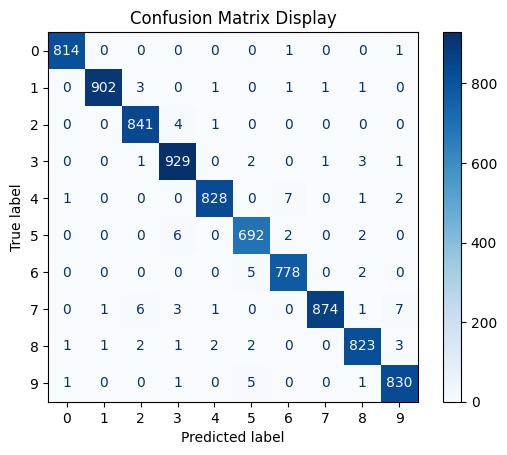 Confusion Matrix Display
0 814 0 0 0 0 0 1 0 0 1
1 0 902 3 0 1 0 1 1 1 0
2 0 0 841 4 1 0 0 0 0 0
3 0 0 1 929 0 2 0 1 3 1
4 1 0 0 0 828 0 7 0 1 2
5 0 0 0 6 0 692 2 0 2 0
6 0 0 0 0 0 5 778 0 2 0
7 0 1 6 3 1 0 0 874 1 7
8 1 1 2 1 2 2 0 0 823 3
9 1 0 0 1 0 5 0 0 1 830
0 1 2 3 4 5 6 7 8 9
Predicted label
True label
800
600
400
200
0